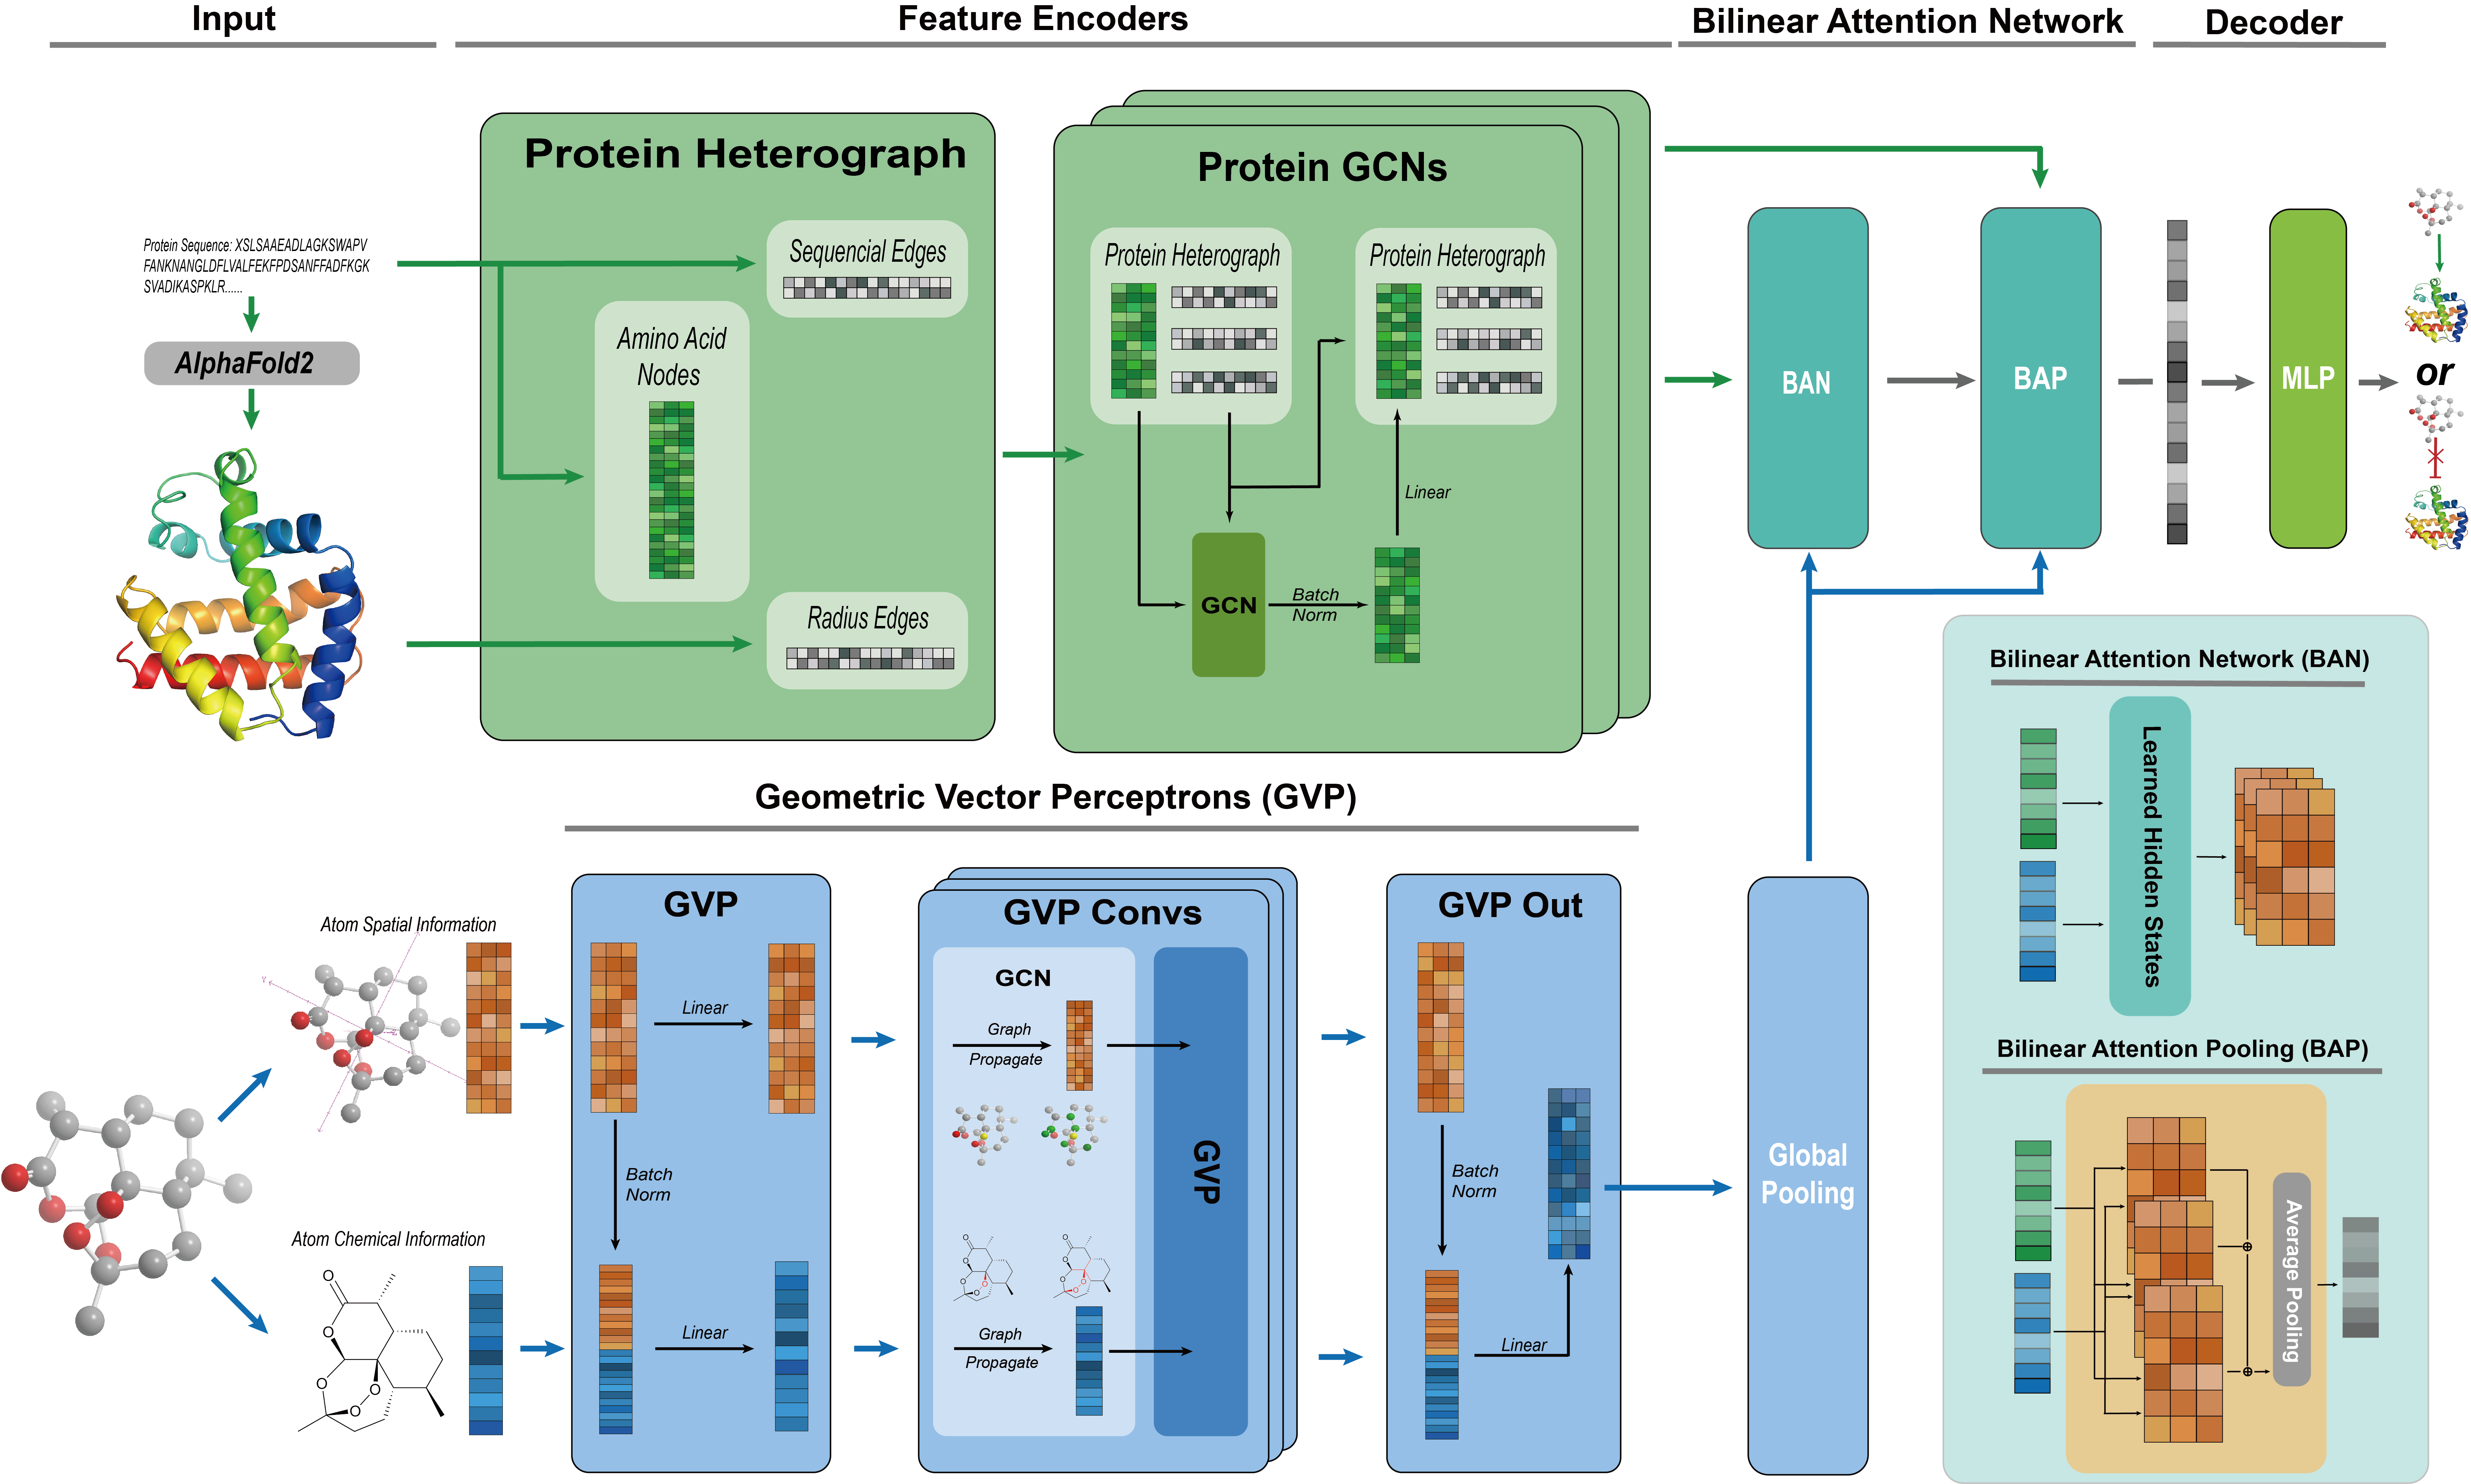 Input
Feature Encoders
Bilinear Attention Network
Decoder
Protein Sequence: XSLSAAEADLAGKSWAPV
FANKNANGLDFLVALFEKFPDSANFFADFKGK
SVADIKASPKLR......
AlphaFold2
Protein Heterograph
Sequencial Edges
Amino Acid
Nodes
Radius Edges
Protein GCNs
Protein Heterograph
Protein Heterograph
Linear
GCN
Batch
Norm
BAN
BAP
MLP
or
Geometric Vector Perceptrons (GVP)
Atom Spatial Information
Atom Chemical Information
O
O
O
O
O
GVP
Linear
Batch
Norm
Linear
GVP Convs
GCN
Graph
Propagate
Graph
Propagate
GVP
GVP Out
Batch
Norm
Linear
Global
Pooling
Bilinear Attention Network (BAN)
Learned Hidden States
Bilinear Attention Pooling (BAP)
Average Pooling